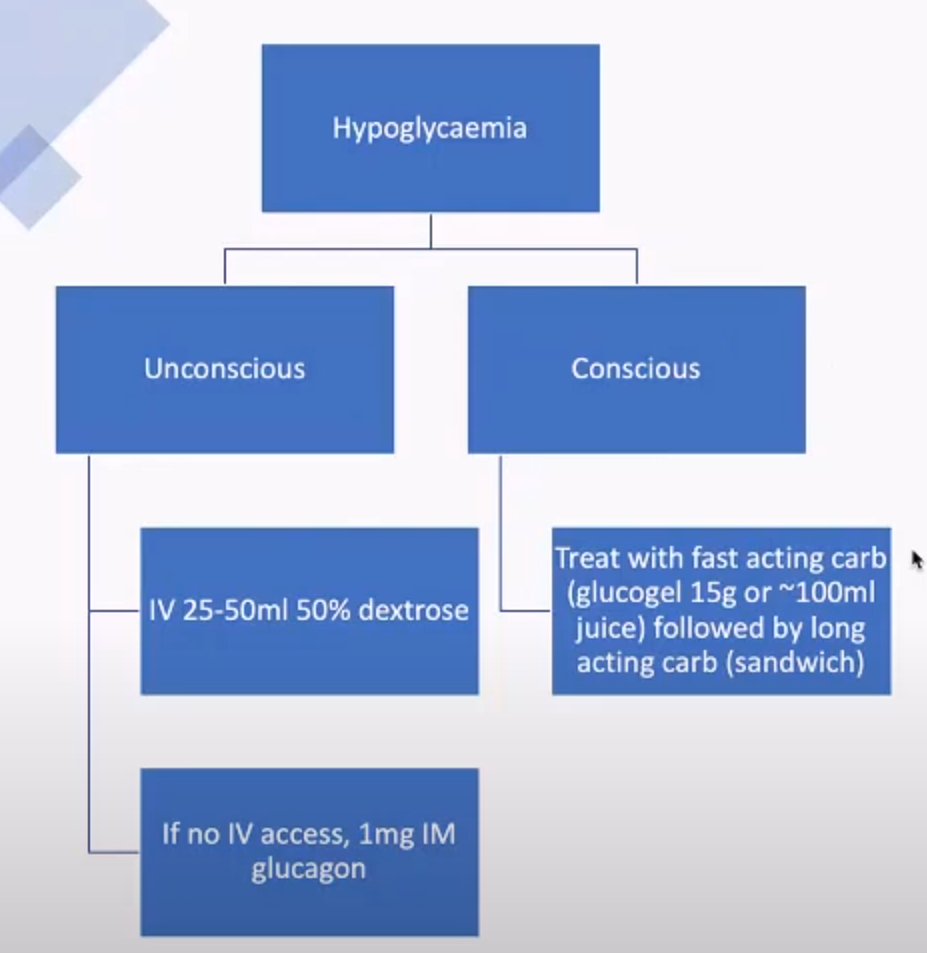 Hypoglycaemia
Unconscious
Conscious
IV 25-50ml 50% dextrose
Treat with fast acting carb
(glucogel 15g or ~100ml
juice) followed by long
acting carb (sandwich)
If no IV access, 1mg IM
glucagon